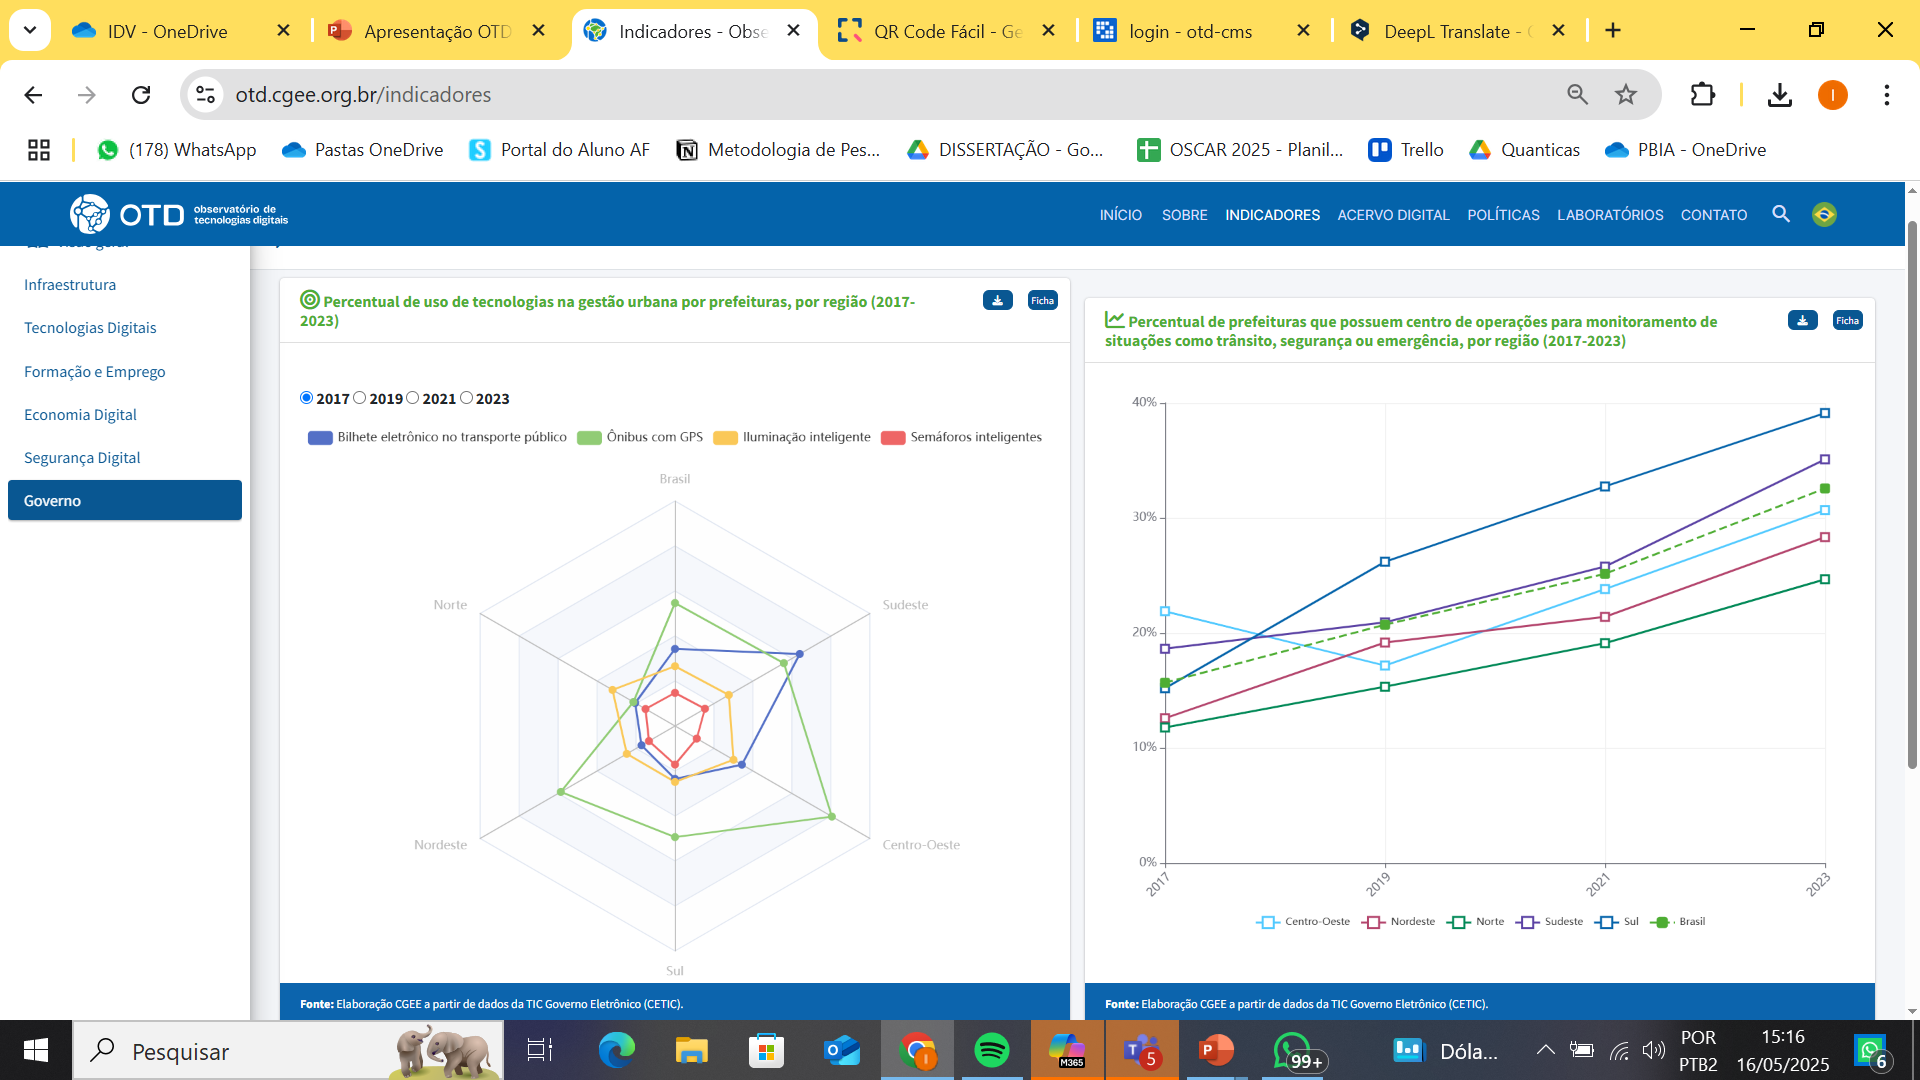 IDV - OneDrive
Apresentação OTD
Indicadores - Obse
QR Code Fácil - Ge
login - otd-cms
DeepL Translate -
otd.cgee.org.br/indicadores
I
(178) WhatsApp
Pastas OneDrive
Portal do Aluno AF
Metodologia de Pes...
DISSERTAÇÃO - Go...
OSCAR 2025 - Planil...
Trello
Quanticas
PBIA - OneDrive
OTD observatório de
tecnologias digitais
INÍCIO SOBRE INDICADORES ACERVO DIGITAL POLÍTICAS LABORATÓRIOS CONTATO
Infraestrutura
Tecnologias Digitais
Formação e Emprego
Economia Digital
Segurança Digital
Governo
Percentual de uso de tecnologias na gestão urbana por prefeituras, por região (2017-
2023)
Ficha
2017 2019 2021 2023
Bilhete eletrônico no transporte público Ônibus com GPS Iluminação inteligente Semáforos inteligentes
Brasil
Norte
Sudeste
Nordeste
Centro-Oeste
Sul
Fonte: Elaboração CGEE a partir de dados da TIC Governo Eletrônico (CETIC).
Percentual de prefeituras que possuem centro de operações para monitoramento de
situações como trânsito, segurança ou emergência, por região (2017-2023)
Ficha
40%
30%
20%
10%
0%
2017 2019 2021 2023
Centro-Oeste Nordeste Norte Sudeste Sul Brasil
Fonte: Elaboração CGEE a partir de dados da TIC Governo Eletrônico (CETIC).
Pesquisar
M365
5
99+
Dóla...
POR
PTB2
15:16
16/05/2025
6